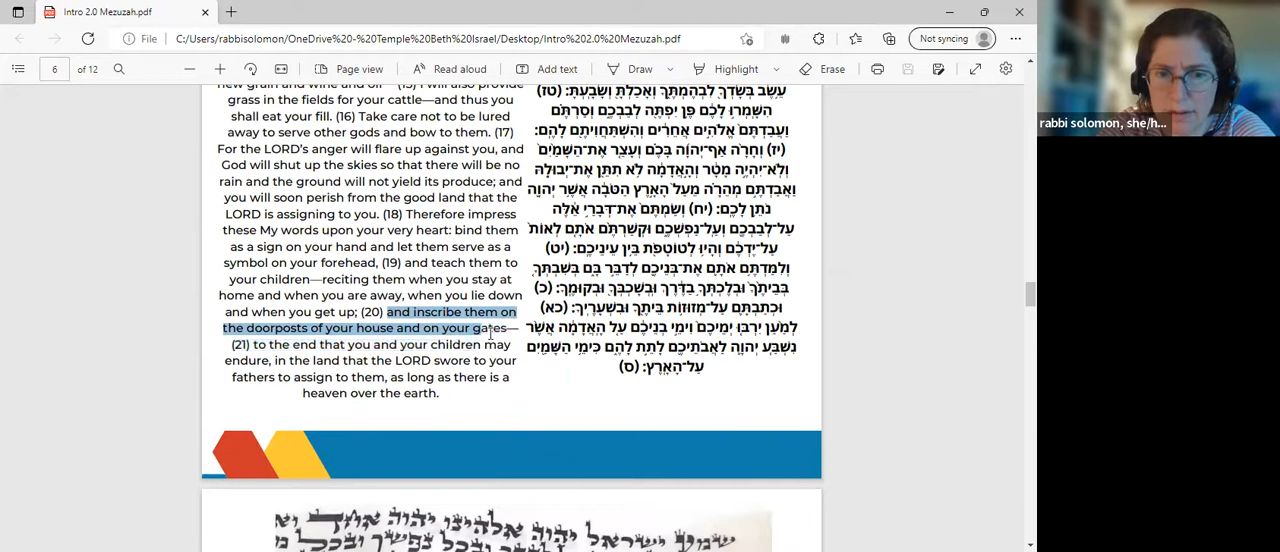 Intro 2.0 Mezuzah.pdf
File
C:/Users/rabbisolomon/OneDrive%20-%20Temple%20Beth%20Israel/Desktop/Intro%202.0%20Mezuzah.pdf
Not syncing
6 of 12
Page view
Read aloud
Add text
Draw
Highlight
Erase
grass in the fields for your cattle—and thus you
shall eat your fill. (16) Take care not to be lured
away to serve other gods and bow to them. (17)
For the LORD's anger will flare up against you, and
God will shut up the skies so that there will be no
rain and the ground will not yield its produce; and
you will soon perish from the good land that the
LORD is assigning to you. (18) Therefore impress
these My words upon your very heart: bind them
as a sign on your hand and let them serve as a
symbol on your forehead, (19) and teach them to
your children—reciting them when you stay at
home and when you are away, when you lie down
and when you get up; (20) and inscribe them on
the doorposts of your house and on your gates—
(21) to the end that you and your children may
endure, in the land that the LORD swore to your
fathers to assign to them, as long as there is a
heaven over the earth.
עֵ֥שֶׂב בְּשָׂדְךָ֖ לִבְהֶמְתֶּ֑ךָ וְאָכַלְתָּ֖ וְשָׂבָֽעְתָּ׃ (טז)
הִשָּֽׁמְר֣וּ לָכֶ֔ם פֶּ֥ן יִפְתֶּ֖ה לְבַבְכֶ֑ם וְסַרְתֶּ֗ם
וַעֲבַדְתֶּם֙ אֱלֹהִ֣ים אֲחֵרִ֔ים וְהִשְׁתַּחֲוִיתֶ֖ם לָהֶֽם׃
(יז) וְחָרָ֨ה אַף־יְהוָ֜ה בָּכֶ֗ם וְעָצַ֤ר אֶת־הַשָּׁמַ֙יִם֙
וְלֹֽא־יִהְיֶ֣ה מָטָ֔ר וְהָ֣אֲדָמָ֔ה לֹ֥א תִתֵּ֖ן אֶת־יְבוּלָ֑הּ
וַאֲבַדְתֶּ֣ם מְהֵרָ֗ה מֵעַל֙ הָאָ֣רֶץ הַטֹּבָ֔ה אֲשֶׁ֥ר יְהוָ֖ה
נֹתֵ֥ן לָכֶֽם׃ (יח) וְשַׂמְתֶּם֙ אֶת־דְּבָרַ֣י אֵ֔לֶּה
עַל־לְבַבְכֶ֖ם וְעַֽל־נַפְשְׁכֶ֑ם וּקְשַׁרְתֶּ֨ם אֹתָ֤ם לְאוֹת֙
עַל־יֶדְכֶ֔ם וְהָי֥וּ לְטוֹטָפֹ֖ת בֵּ֥ין עֵינֵיכֶֽם׃ (יט)
וְלִמַּדְתֶּ֥ם אֹתָ֛ם אֶת־בְּנֵיכֶ֖ם לְדַבֵּ֣ר בָּ֑ם בְּשִׁבְתְּךָ֤
בְּבֵיתֶ֙ךָ֙ וּבְלֶכְתְּךָ֣ בַדֶּ֔רֶךְ וּֽבְשָׁכְבְּךָ֖ וּבְקוּמֶֽךָ׃ (כ)
וּכְתַבְתָּ֛ם עַל־מְזוּז֥וֹת בֵּיתֶ֖ךָ וּבִשְׁעָרֶֽיךָ׃ (כא)
לְמַ֨עַן יִרְבּ֤וּ יְמֵיכֶם֙ וִימֵ֣י בְנֵיכֶ֔ם עַ֚ל הָֽאֲדָמָ֔ה אֲשֶׁ֨ר
נִשְׁבַּ֧ע יְהוָ֛ה לַאֲבֹתֵיכֶ֖ם לָתֵ֣ת לָהֶ֑ם כִּימֵ֥י הַשָּׁמַ֖יִם
עַל־הָאָֽרֶץ׃ (ס)
rabbi solomon, she/h...